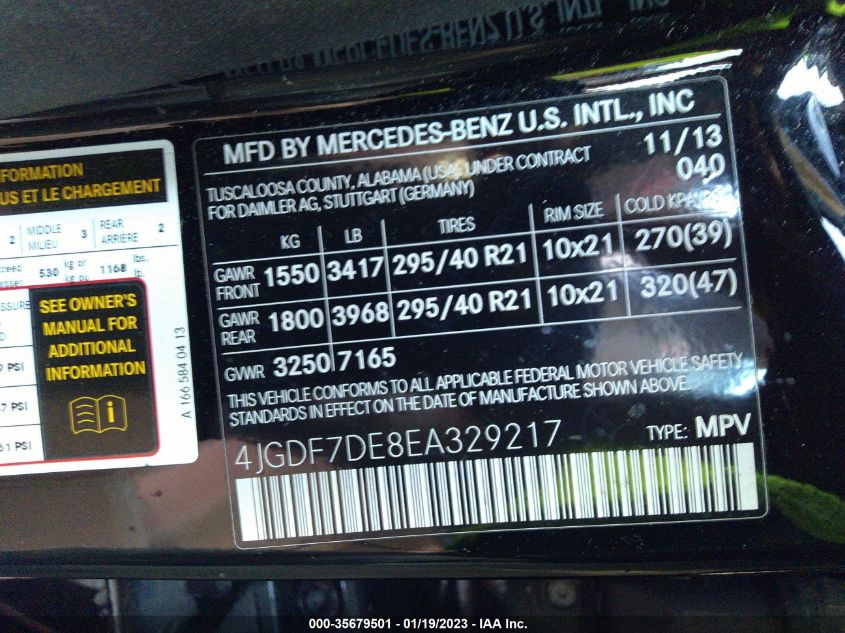 MFD BY MERCEDES-BENZ U.S. INTL., INC
TUSCALOOSA COUNTY, ALABAMA (USA), UNDER CONTRACT 11/13
FOR DAIMLER AG, STUTTGART (GERMANY) 040
KG LB TIRES RIM SIZE COLD
GAWR FRONT 1550 3417 295/40 R21 10x21 270(39)
GAWR REAR 1800 3968 295/40 R21 10x21 320(47)
GVWR 3250 7165
THIS VEHICLE CONFORMS TO ALL APPLICABLE FEDERAL MOTOR VEHICLE SAFETY
STANDARDS IN EFFECT ON THE DATE OF MANUFACTURE SHOWN ABOVE.
4JGDF7DE8EA329217 TYPE: MPV
ET LE CHARGEMENT
2 MIDDLE MILIEU 3 REAR ARRIERE 2
530 kg or 1168 lbs.
SEE OWNER'S
MANUAL FOR
ADDITIONAL
INFORMATION
PSI
PSI
PSI
A 166 584 04 13
000-35679501 - 01/19/2023 - IAA Inc.